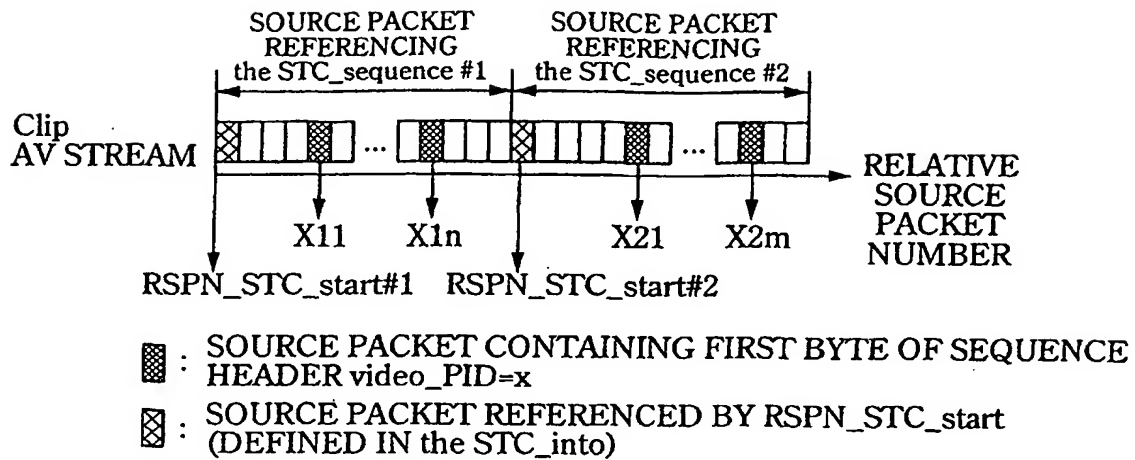 SOURCE PACKET
REFERENCING
the STC_sequence #1
SOURCE PACKET
REFERENCING
the STC_sequence #2
Clip
AV STREAM
...
...
RELATIVE
SOURCE
PACKET
NUMBER
X11
X1n
X21
X2m
RSPN_STC_start#1
RSPN_STC_start#2
: SOURCE PACKET CONTAINING FIRST BYTE OF SEQUENCE
HEADER video_PID=x
: SOURCE PACKET REFERENCED BY RSPN_STC_start
(DEFINED IN the STC_into)